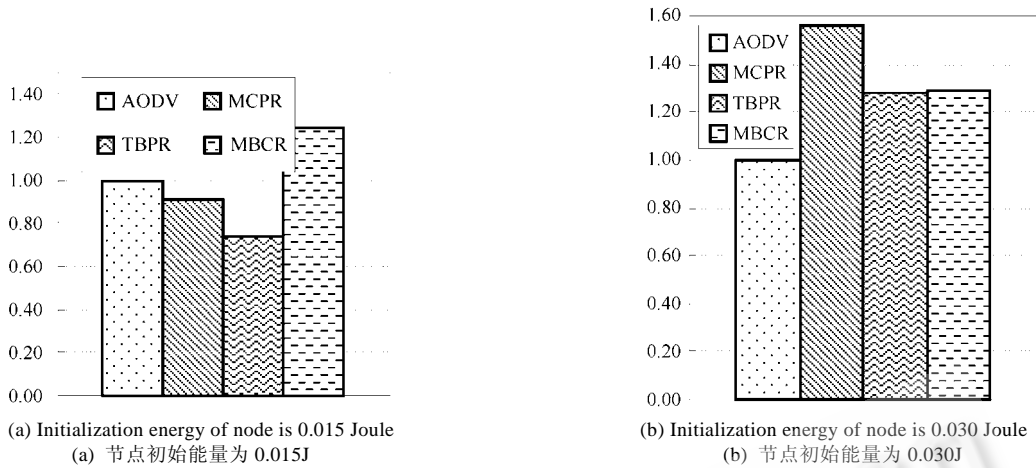 1.40
1.20
1.00
0.80
0.60
0.40
0.20
0.00
AODV MCPR
TBPR MBCR
(a) Initialization energy of node is 0.015 Joule
(a) 节点初始能量为 0.015J
1.60
1.40
1.20
1.00
0.80
0.60
0.40
0.20
0.00
AODV
MCPR
TBPR
MBCR
(b) Initialization energy of node is 0.030 Joule
(b) 节点初始能量为 0.030J